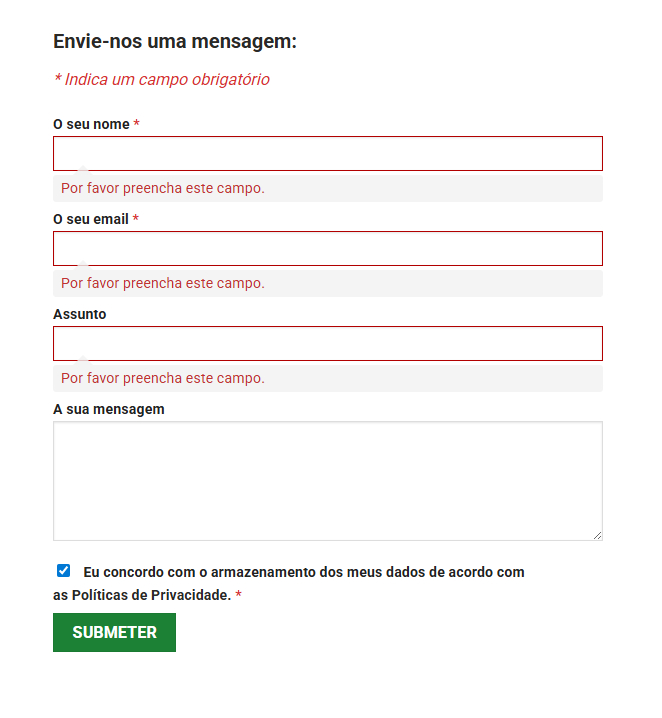 Envie-nos uma mensagem:
* Indica um campo obrigatório
O seu nome *
Por favor preencha este campo.
O seu email *
Por favor preencha este campo.
Assunto
Por favor preencha este campo.
A sua mensagem
Eu concordo com o armazenamento dos meus dados de acordo com
as Políticas de Privacidade. *
SUBMETER